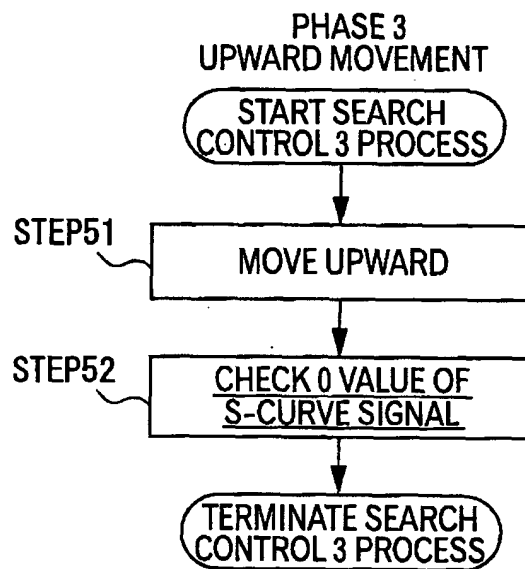 PHASE 3
UPWARD MOVEMENT
START SEARCH
CONTROL 3 PROCESS
STEP51
MOVE UPWARD
STEP52
CHECK 0 VALUE OF
S-CURVE SIGNAL
TERMINATE SEARCH
CONTROL 3 PROCESS